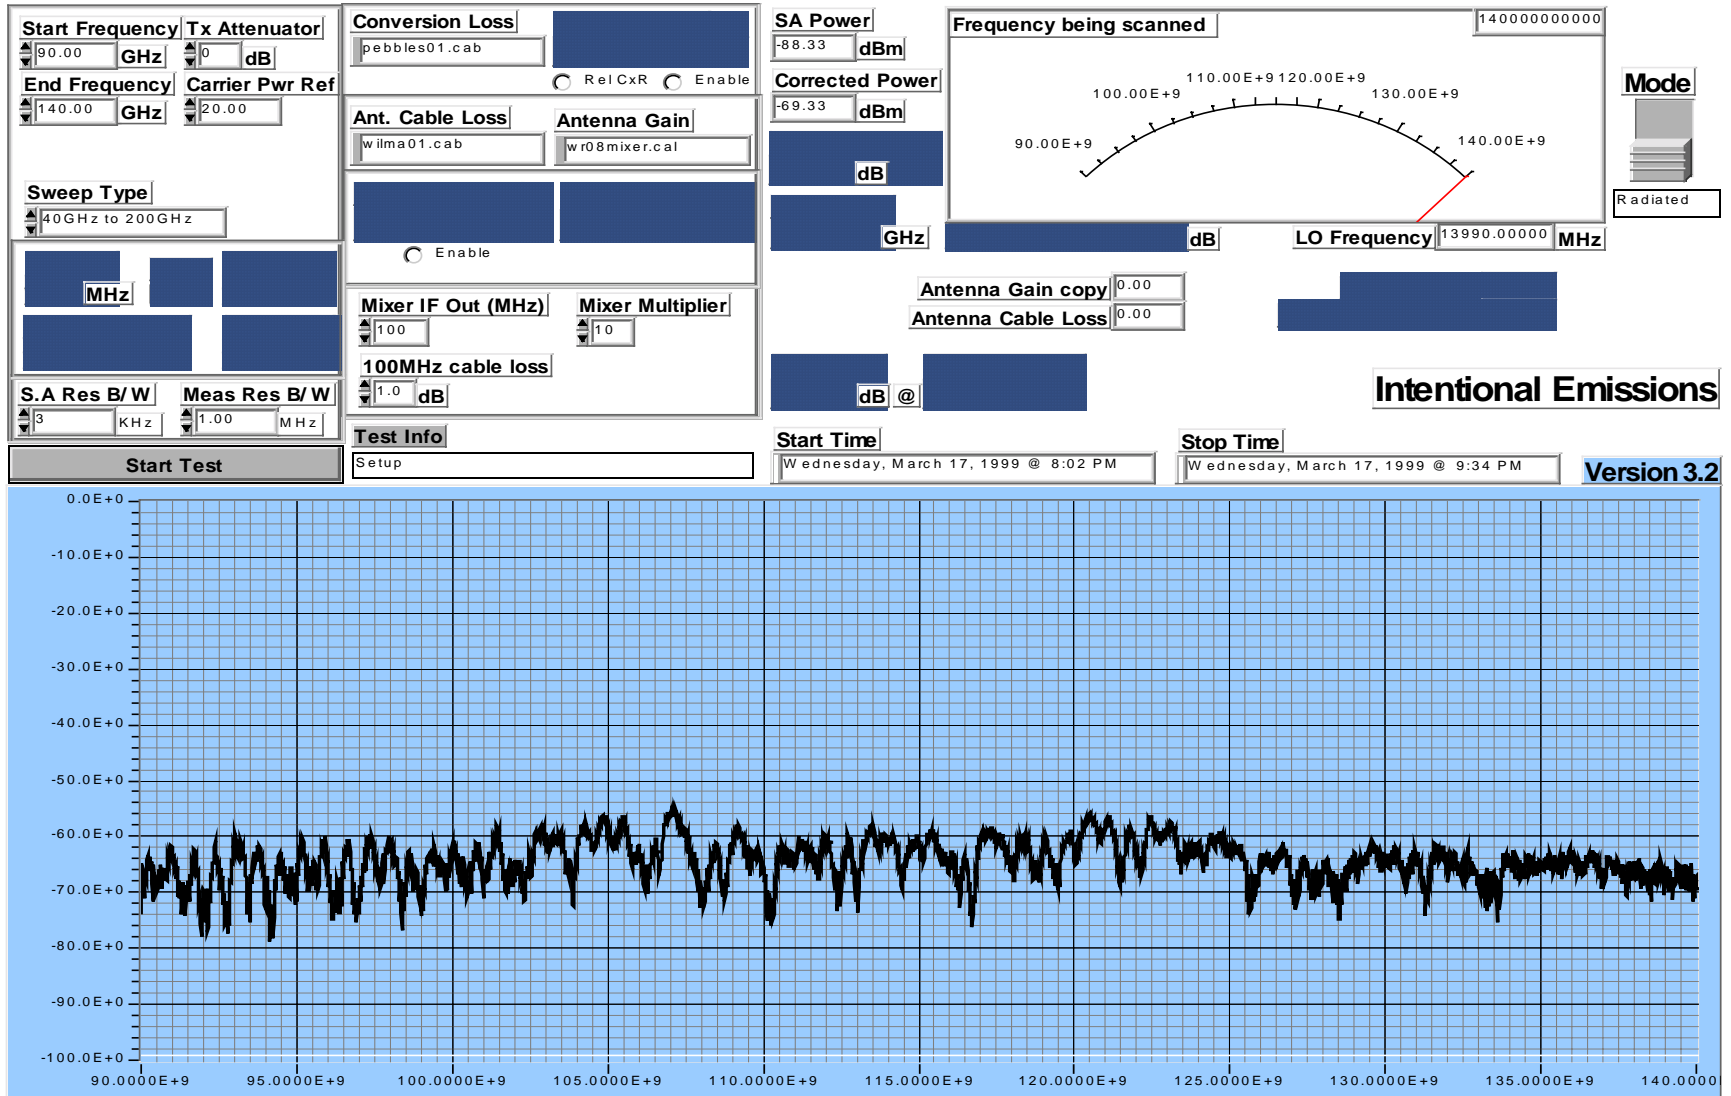 Start Frequency
90.00 GHz
Tx Attenuator
0 dB
End Frequency
140.00 GHz
Carrier Pwr Ref
20.00
Sweep Type
40GHz to 200GHz
MHz
S.A Res B/W
3 KHz
Meas Res B/W
1.00 MHz
Start Test
Conversion Loss
pebbles01.cab
Rel CxR
Enable
Ant. Cable Loss
wilma01.cab
Antenna Gain
wr08mixer.cal
Enable
Mixer IF Out (MHz)
100
Mixer Multiplier
10
100MHz cable loss
1.0 dB
Test Info
Setup
SA Power
-88.33 dBm
Corrected Power
-69.33 dBm
dB
GHz
dB
dB @
Frequency being scanned
140000000000
90.00E+9
100.00E+9
110.00E+9
120.00E+9
130.00E+9
140.00E+9
Mode
Radiated
LO Frequency 13990.00000 MHz
Antenna Gain copy 0.00
Antenna Cable Loss 0.00
Intentional Emissions
Start Time
Wednesday, March 17, 1999 @ 8:02 PM
Stop Time
Wednesday, March 17, 1999 @ 9:34 PM
Version 3.2
0.0E+0
-10.0E+0
-20.0E+0
-30.0E+0
-40.0E+0
-50.0E+0
-60.0E+0
-70.0E+0
-80.0E+0
-90.0E+0
-100.0E+0
90.0000E+9
95.0000E+9
100.0000E+9
105.0000E+9
110.0000E+9
115.0000E+9
120.0000E+9
125.0000E+9
130.0000E+9
135.0000E+9
140.0000